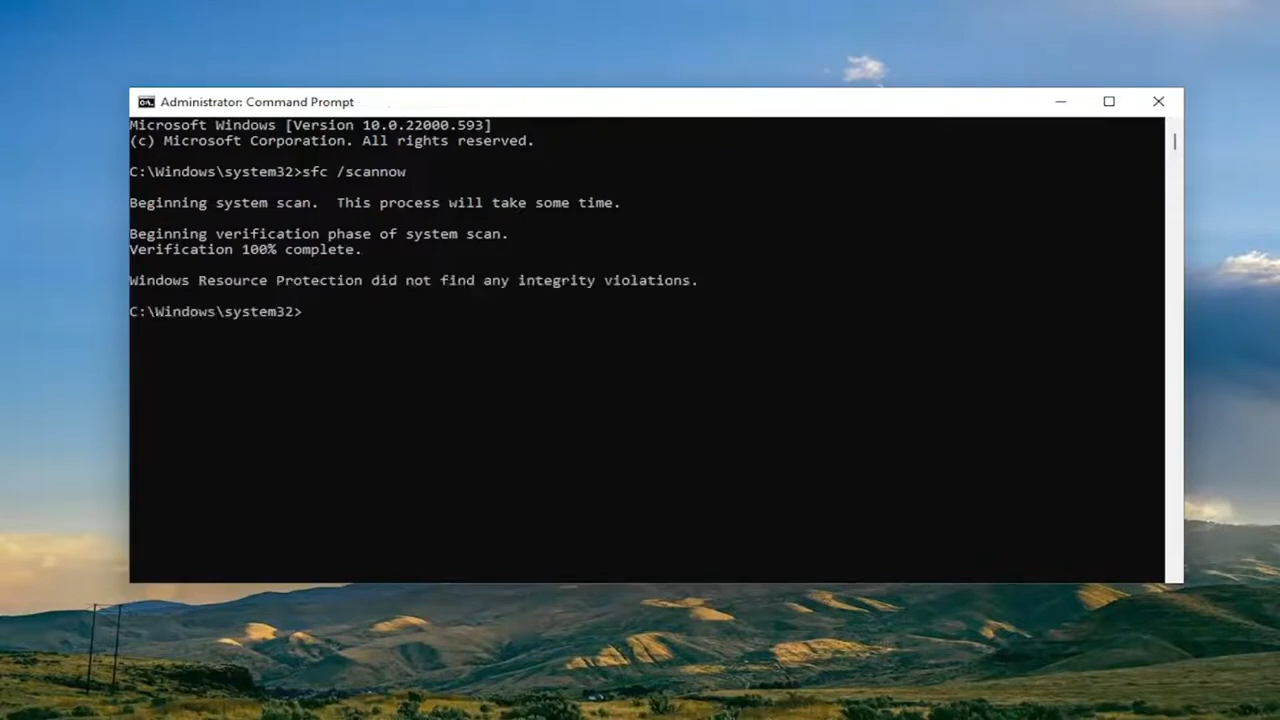 Administrator: Command Prompt
Microsoft Windows [Version 10.0.22000.593]
(c) Microsoft Corporation. All rights reserved.
C:\Windows\system32>sfc /scannow
Beginning system scan.  This process will take some time.
Beginning verification phase of system scan.
Verification 100% complete.
Windows Resource Protection did not find any integrity violations.
C:\Windows\system32>